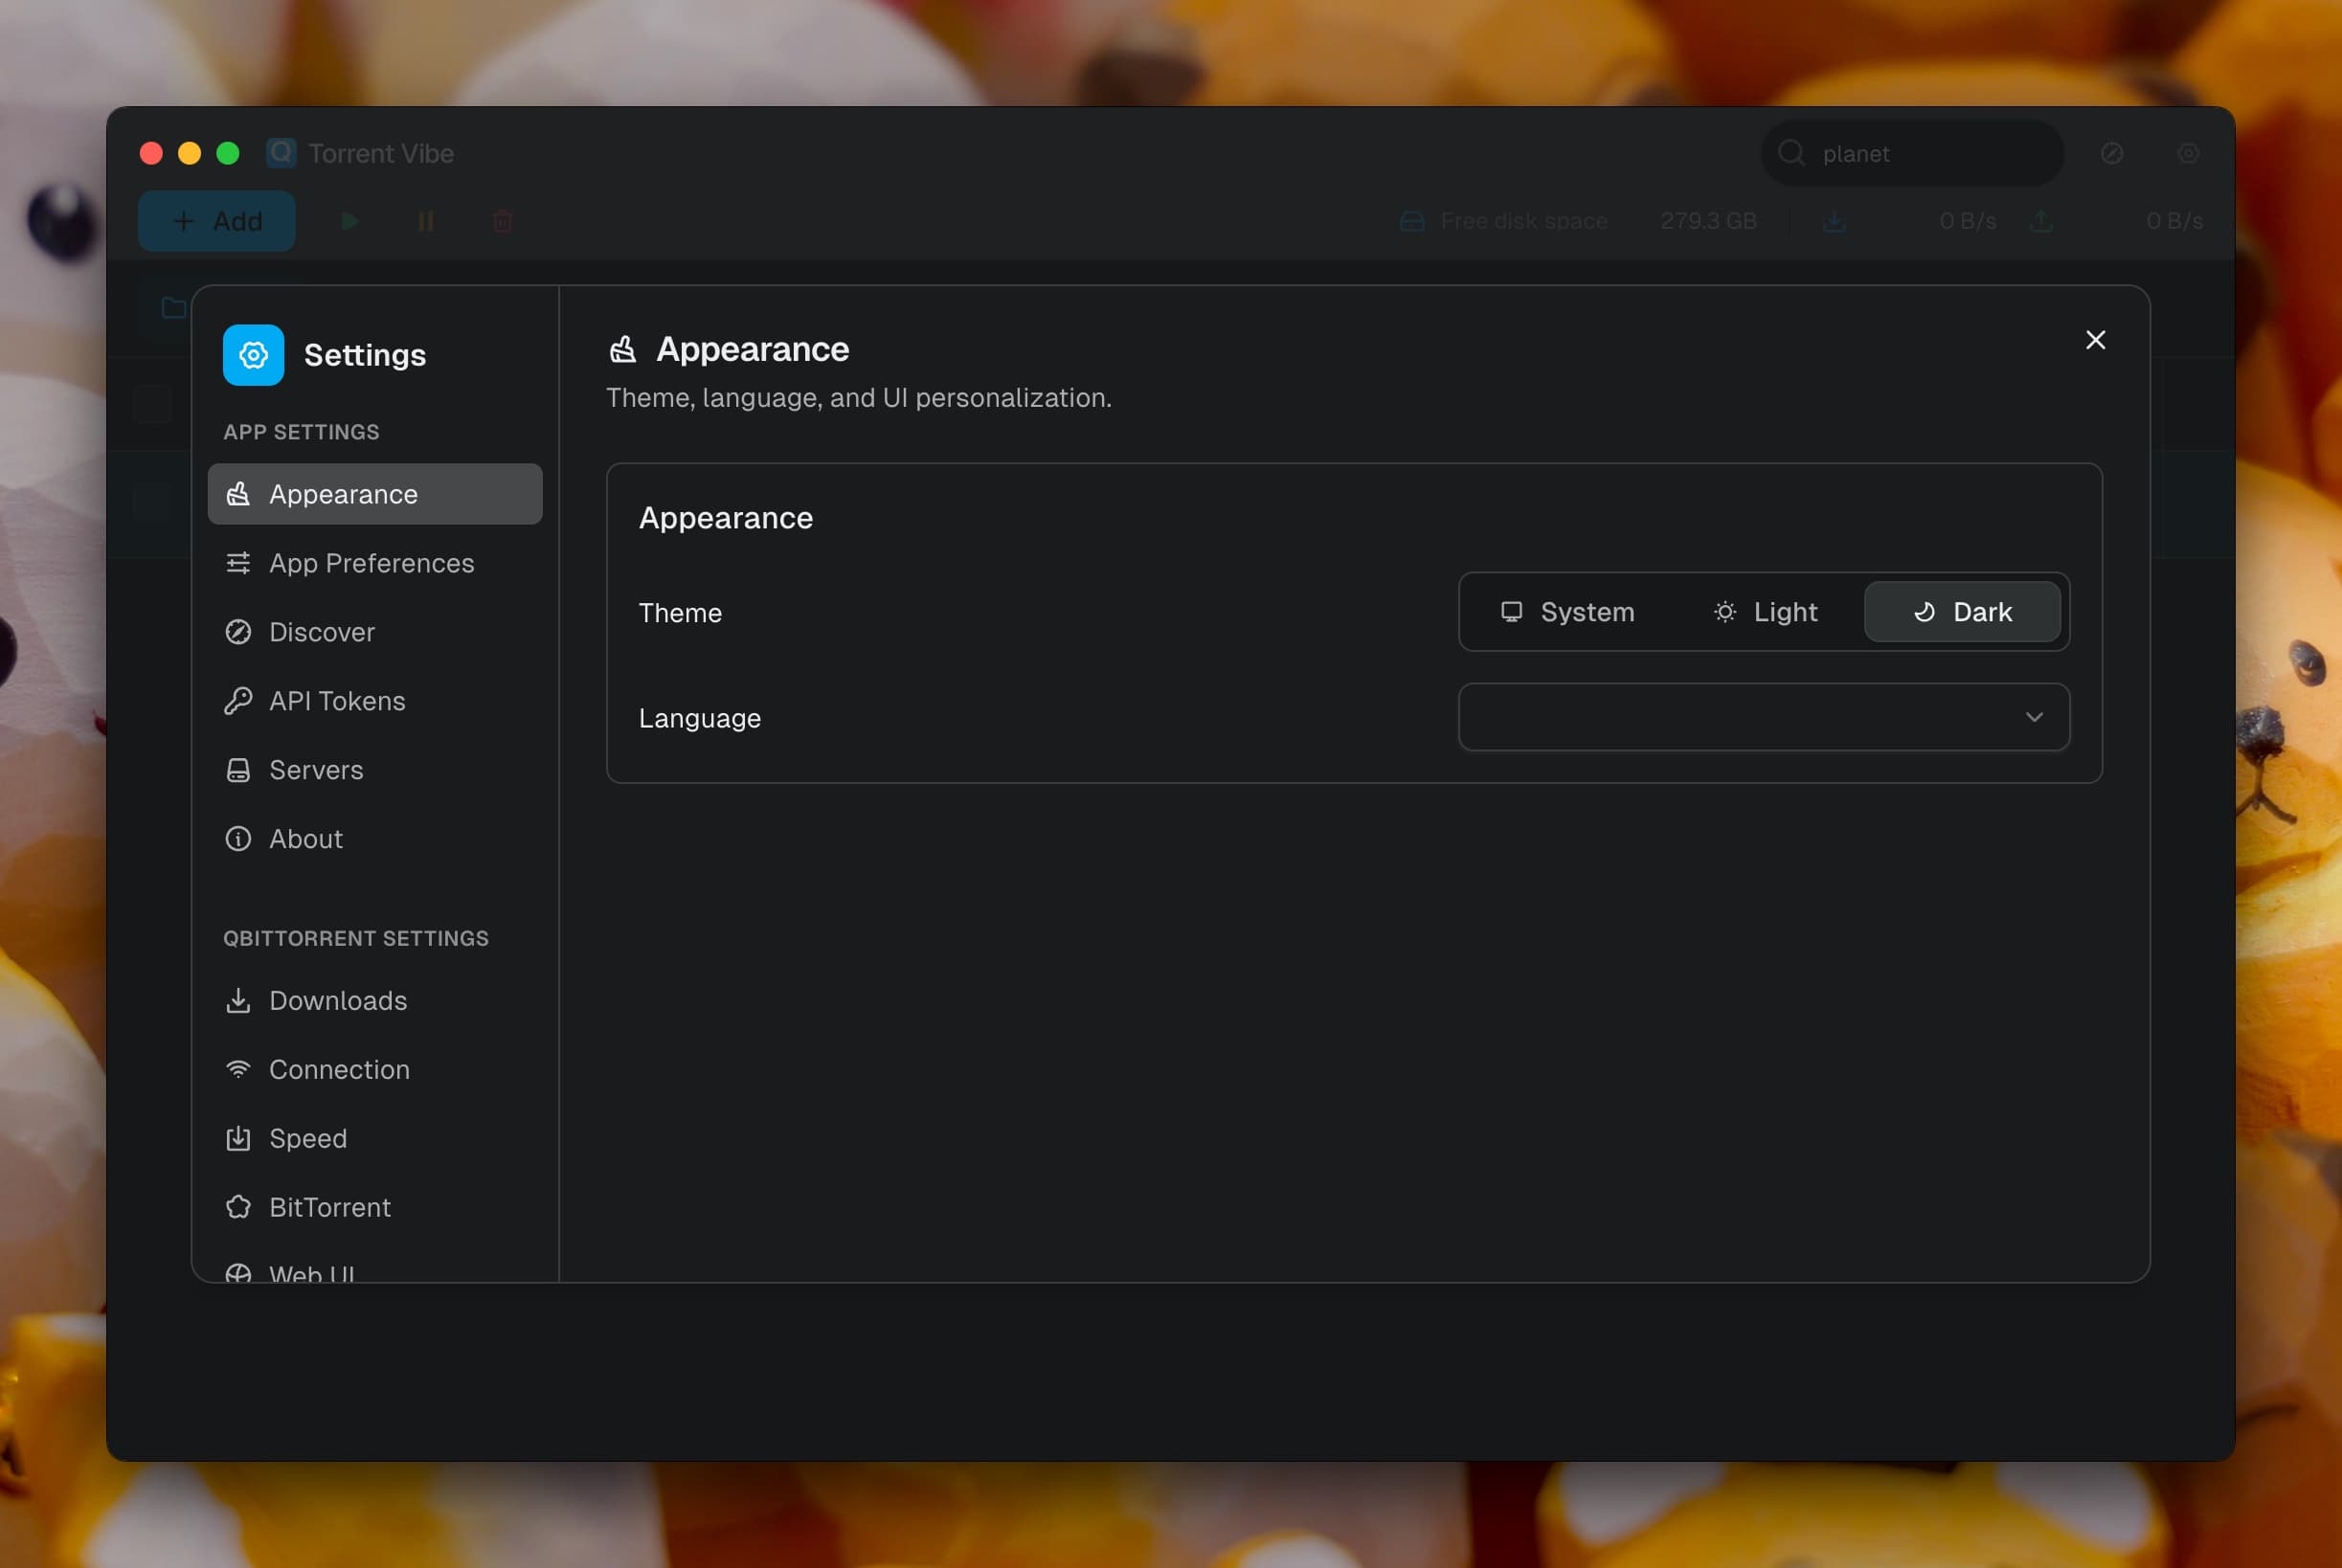 Torrent Vibe
planet
Add
Free disk space 279.3 GB 0 B/s 0 B/s
Settings
APP SETTINGS
Appearance
App Preferences
Discover
API Tokens
Servers
About
QBITTORRENT SETTINGS
Downloads
Connection
Speed
BitTorrent
Web UI
Appearance
Theme, language, and UI personalization.
Appearance
Theme
System Light Dark
Language